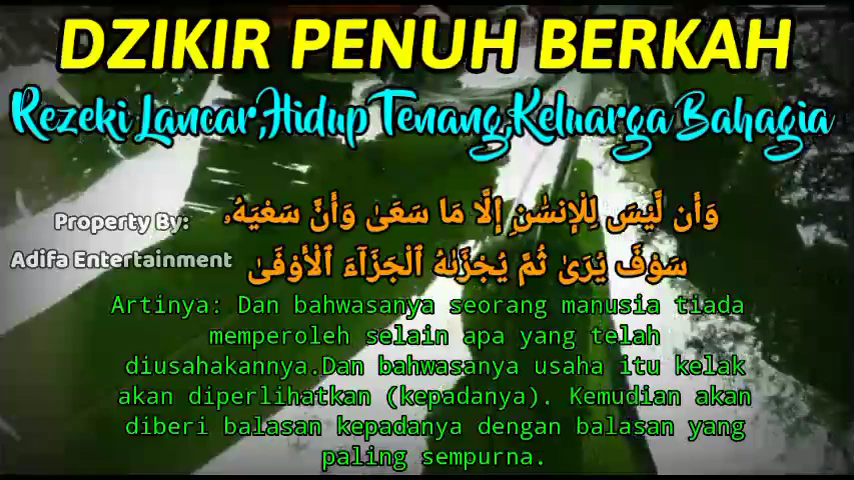 DZIKIR PENUH BERKAH
Rezeki Lancar,Hidup Tenang,Keluarga Bahagia
وَأَن لَّيْسَ لِلْإِنسَٰنِ إِلَّا مَا سَعَىٰ وَأَنَّ سَعْيَهُۥ
سَوْفَ يُرَىٰ ثُمَّ يُجْزَىٰهُ ٱلْجَزَآءَ ٱلْأَوْفَىٰ
Property By:
Adifa Entertainment
Artinya: Dan bahwasanya seorang manusia tiada
memperoleh selain apa yang telah
diusahakannya.Dan bahwasanya usaha itu kelak
akan diperlihatkan (kepadanya). Kemudian akan
diberi balasan kepadanya dengan balasan yang
paling sempurna.